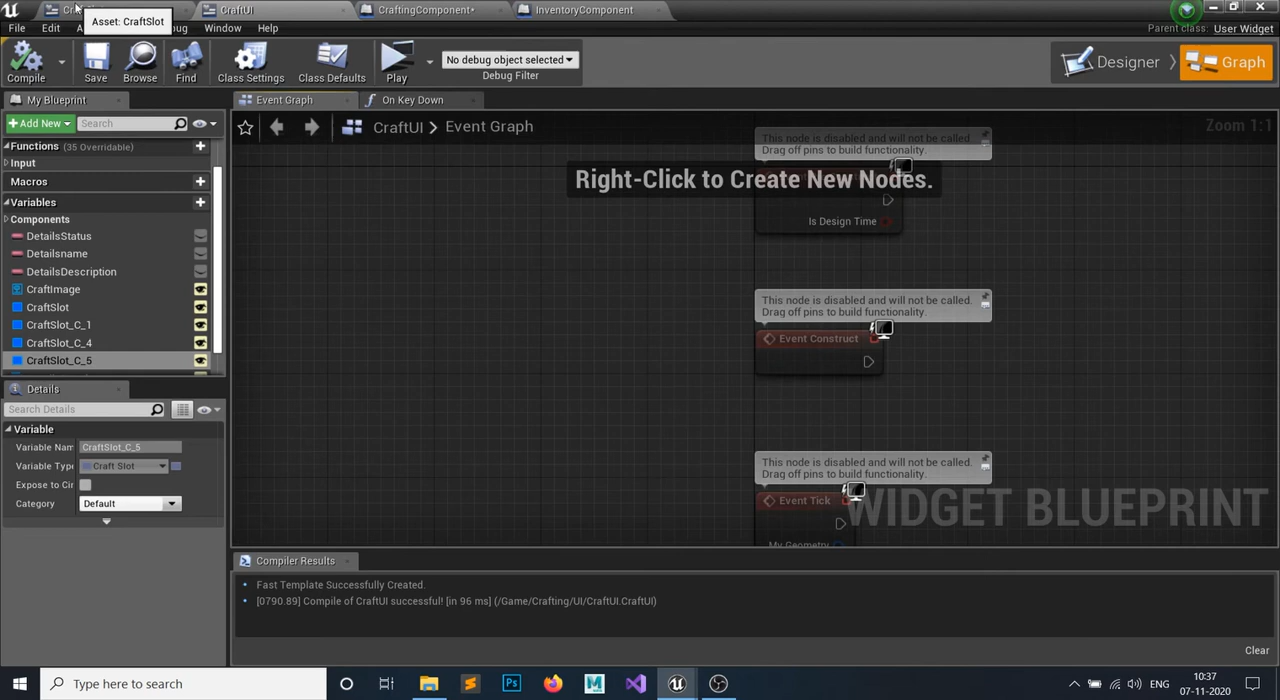 CraftUI
CraftingComponent*
InventoryComponent
Asset: CraftSlot
File
Edit
Window
Help
Parent class: User Widget
Compile
Save
Browse
Find
Class Settings
Class Defaults
Play
No debug object selected
Debug Filter
Designer
Graph
My Blueprint
Event Graph
On Key Down
Add New
Search
CraftUI
Event Graph
Zoom 1:1
Functions (35 Overridable)
Input
Macros
Variables
Components
DetailsStatus
Detailsname
DetailsDescription
CraftImage
CraftSlot
CraftSlot_C_1
CraftSlot_C_4
CraftSlot_C_5
This node is disabled and will not be called.
Drag off pins to build functionality.
Right-Click to Create New Nodes.
Is Design Time
This node is disabled and will not be called.
Drag off pins to build functionality.
Event Construct
This node is disabled and will not be called.
Drag off pins to build functionality.
Event Tick
My Geometry
WIDGET BLUEPRINT
Details
Search Details
Variable
Variable Nam
CraftSlot_C_5
Variable Type
Craft Slot
Expose to Cin
Category
Default
Compiler Results
Fast Template Successfully Created.
[0790.89] Compile of CraftUI successful! [in 96 ms] (/Game/Crafting/UI/CraftUI.CraftUI)
Clear
Type here to search
ENG
10:37
07-11-2020